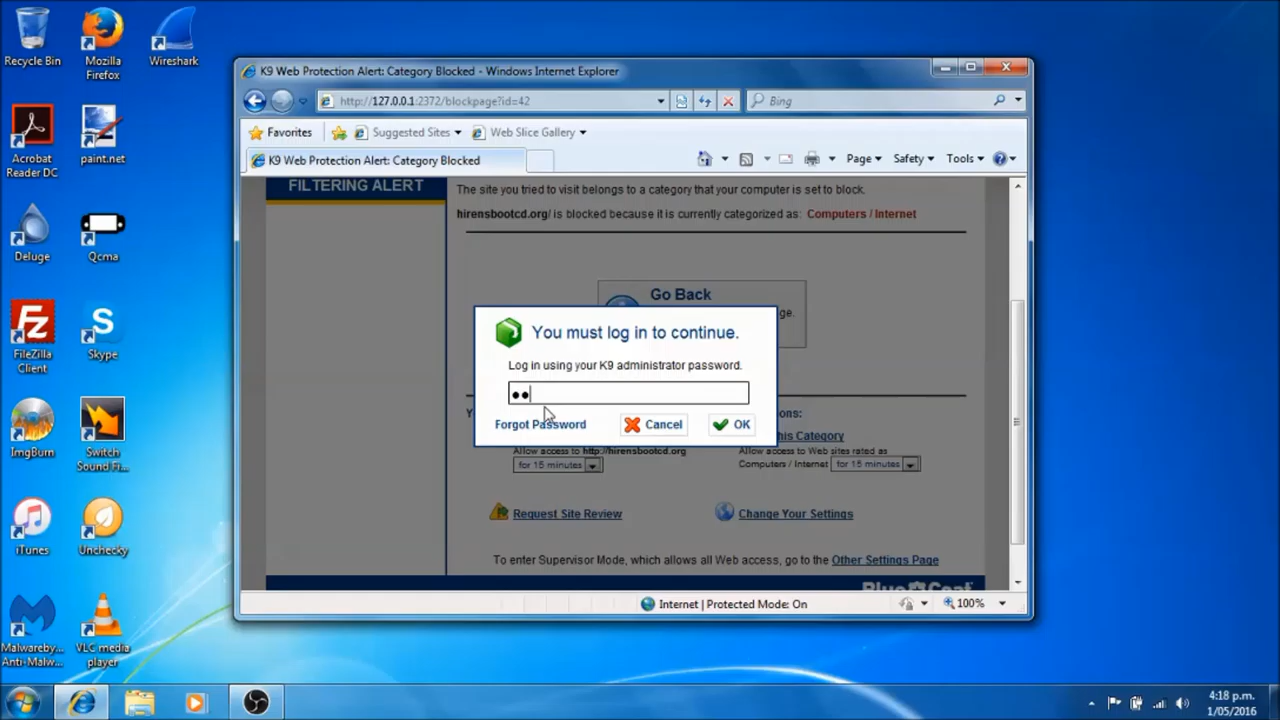 Recycle Bin
Mozilla
Firefox
Wireshark
Acrobat
Reader DC
paint.net
Deluge
Qcma
FileZilla
Client
Skype
ImgBurn
Switch
Sound Fi...
iTunes
Unchecky
Malwareby...
Anti-Malw...
VLC media
player
K9 Web Protection Alert: Category Blocked - Windows Internet Explorer
http://127.0.0.1:2372/blockpage?id=42
Bing
Favorites Suggested Sites Web Slice Gallery
K9 Web Protection Alert: Category Blocked
Page Safety Tools
FILTERING ALERT
The site you tried to visit belongs to a category that your computer is set to block.
hirensbootcd.org/ is blocked because it is currently categorized as: Computers / Internet
Go Back
ge.
You must log in to continue.
Log in using your K9 administrator password.
Forgot Password Cancel OK
ons:
his Category
Allow access to http://hirensbootcd.org
for 15 minutes
Allow access to Web sites rated as
Computers / Internet for 15 minutes
Request Site Review
Change Your Settings
To enter Supervisor Mode, which allows all Web access, go to the Other Settings Page
Blue Coat
Internet | Protected Mode: On
100%
4:18 p.m.
1/05/2016